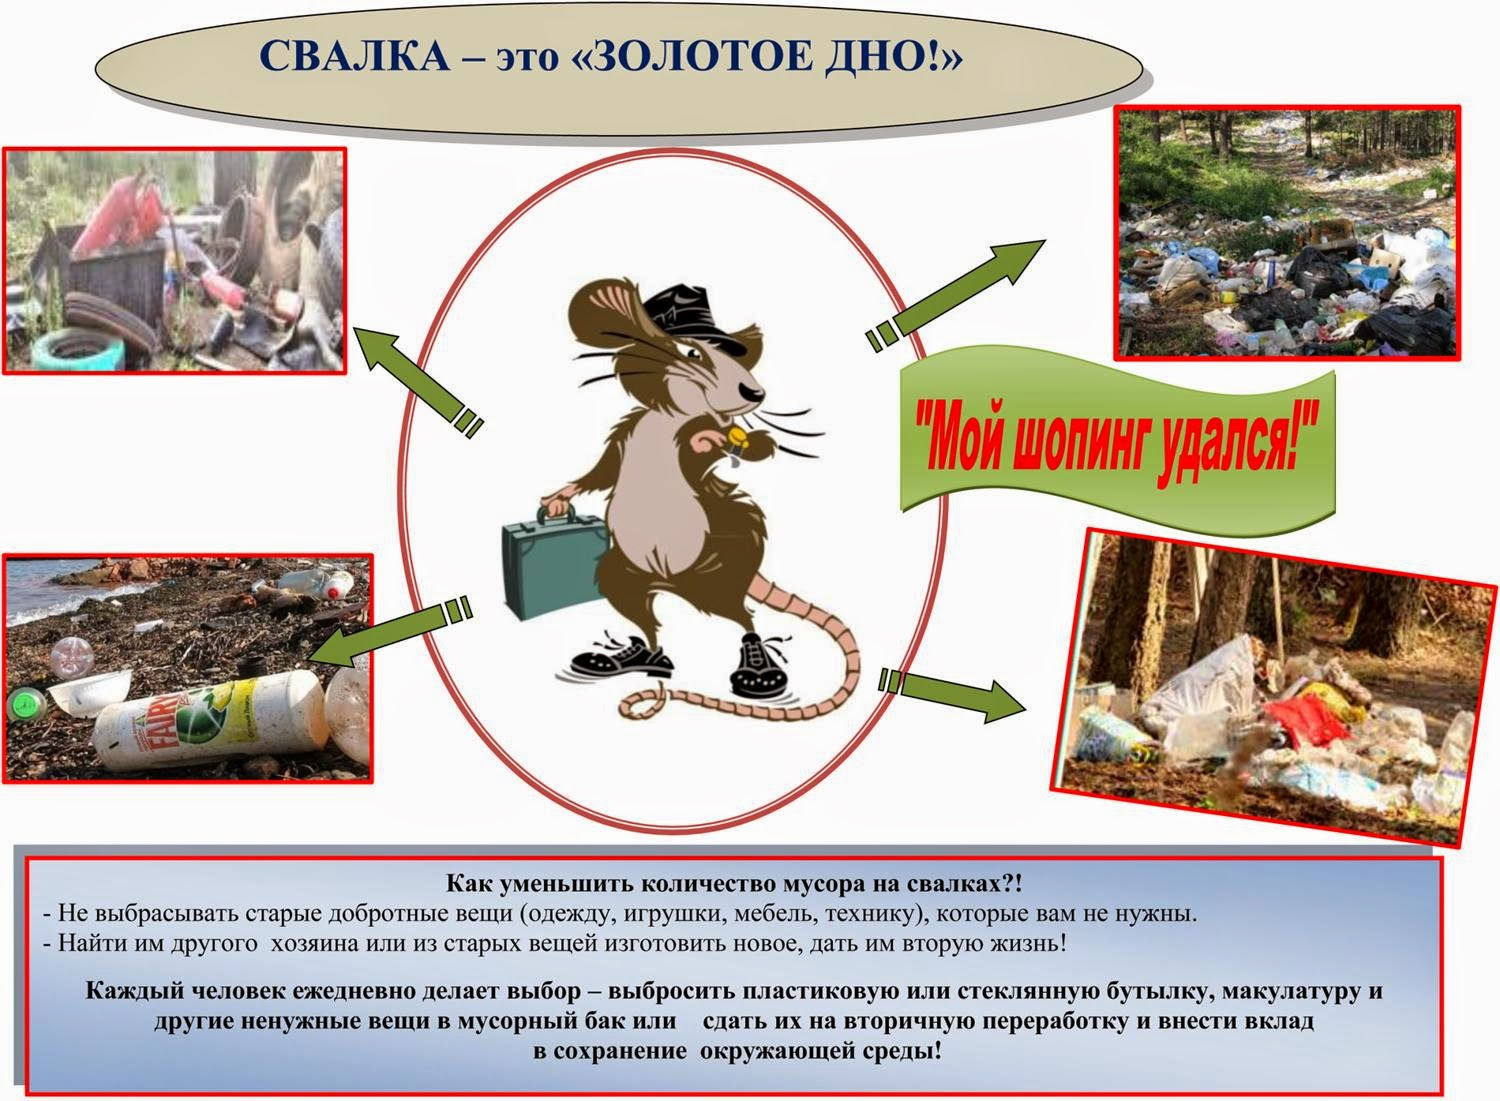 СВАЛКА – это «ЗОЛОТОЕ ДНО!»
"Мой шопинг удался!"
FAIRY
Как уменьшить количество мусора на свалках?!
- Не выбрасывать старые добротные вещи (одежду, игрушки, мебель, технику), которые вам не нужны.
- Найти им другого хозяина или из старых вещей изготовить новое, дать им вторую жизнь!
Каждый человек ежедневно делает выбор – выбросить пластиковую или стеклянную бутылку, макулатуру и
другие ненужные вещи в мусорный бак или сдать их на вторичную переработку и внести вклад
в сохранение окружающей среды!